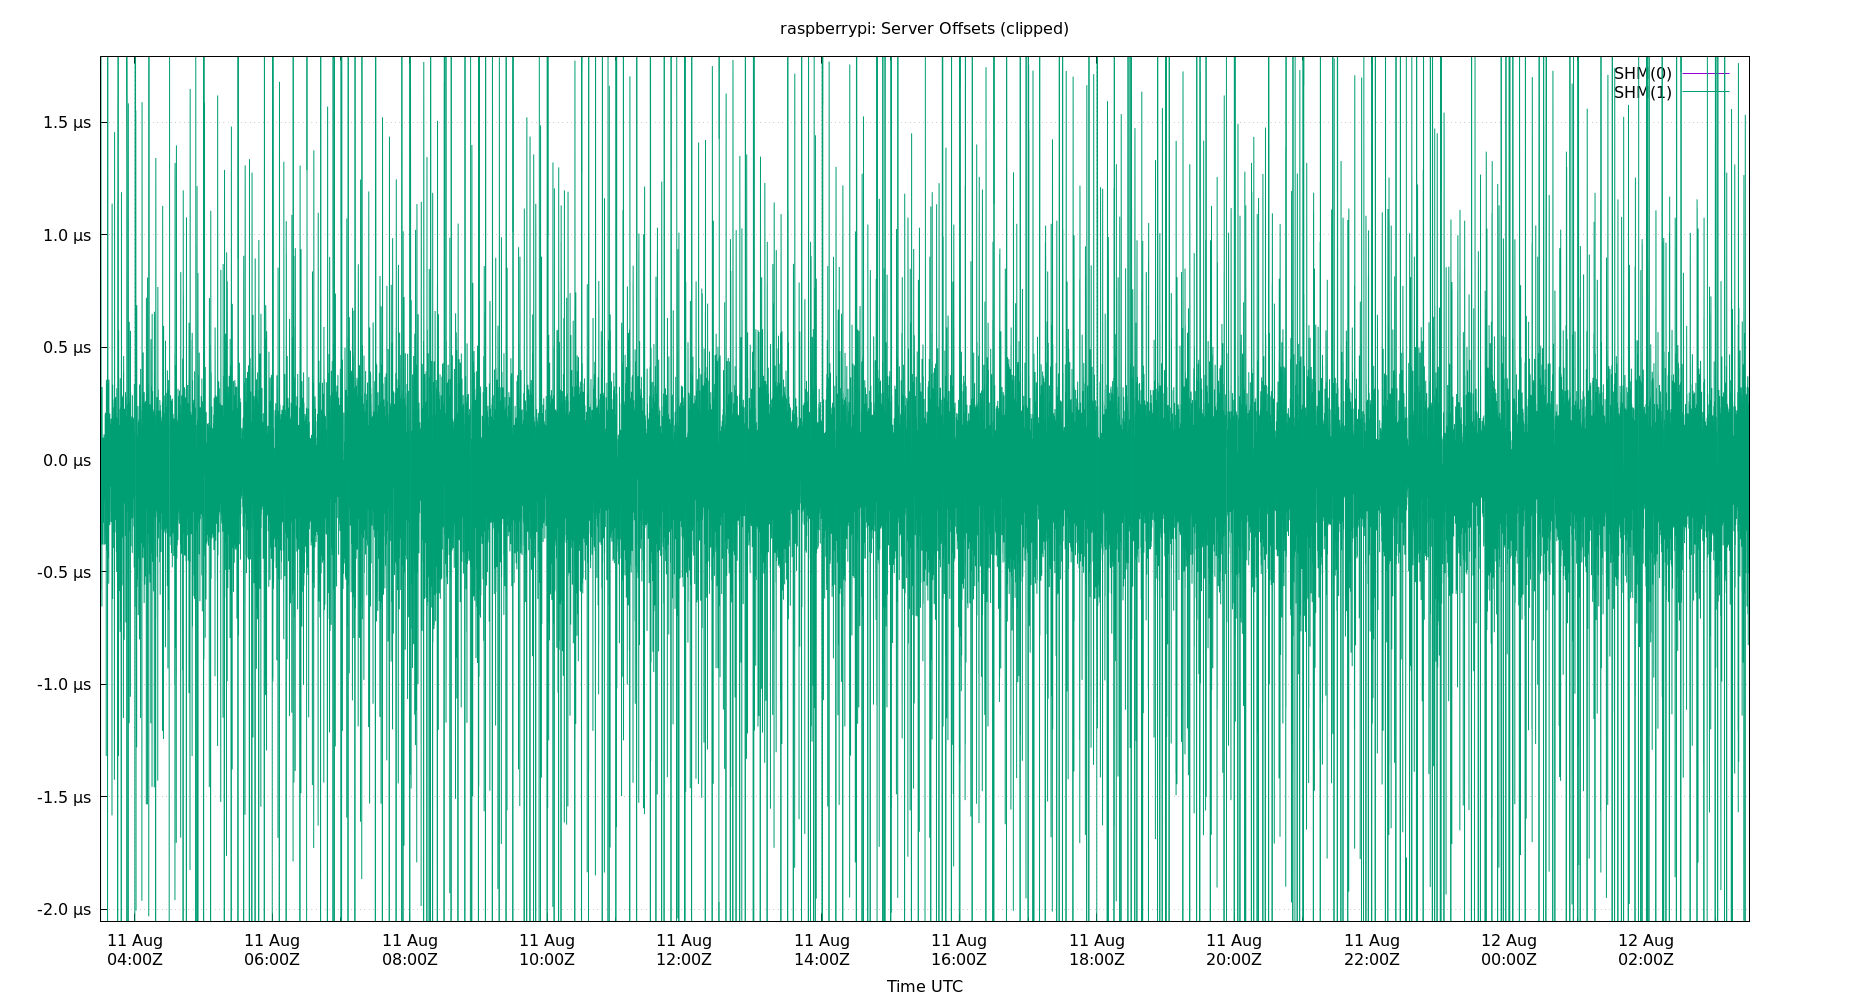 raspberrypi: Server Offsets (clipped)
SHM(0)
SHM(1)
1.5 μs
1.0 μs
0.5 μs
0.0 μs
-0.5 μs
-1.0 μs
-1.5 μs
-2.0 μs
11 Aug 11 Aug 11 Aug 11 Aug 11 Aug 11 Aug 11 Aug 11 Aug 11 Aug 11 Aug 12 Aug 12 Aug
04:00Z 06:00Z 08:00Z 10:00Z 12:00Z 14:00Z 16:00Z 18:00Z 20:00Z 22:00Z 00:00Z 02:00Z
Time UTC